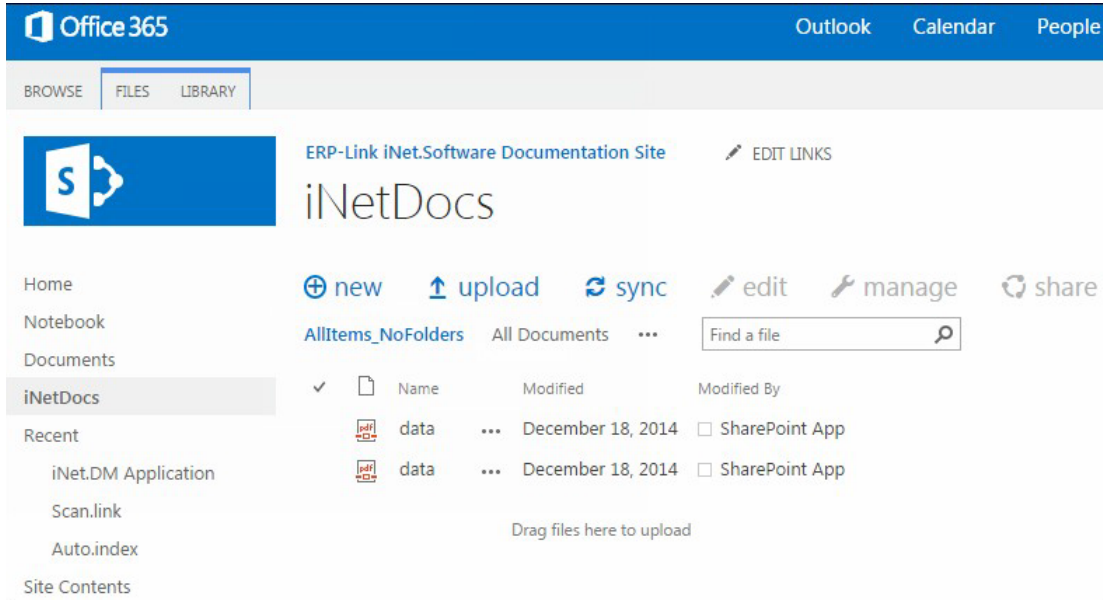 Office 365 Outlook Calendar People
BROWSE FILES LIBRARY
ERP-Link iNet.Software Documentation Site EDIT LINKS
S
iNetDocs
Home
Notebook
Documents
iNetDocs
Recent
iNet.DM Application
Scan.link
Auto.index
Site Contents
new upload sync edit manage share
AllItems_NoFolders All Documents ••• Find a file
Name Modified Modified By
pdf data ••• December 18, 2014 SharePoint App
pdf data ••• December 18, 2014 SharePoint App
Drag files here to upload